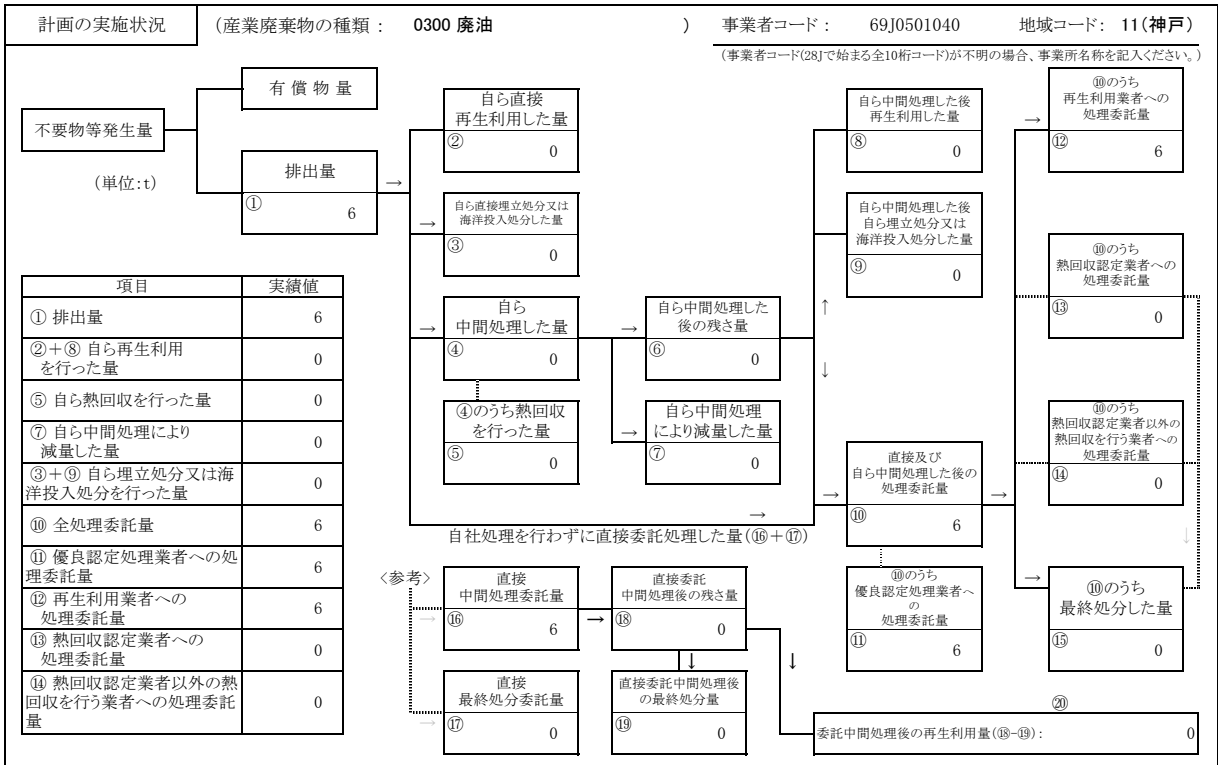 計画の実施状況 (産業廃棄物の種類： 0300 廃油 ) 事業者コード： 69J0501040 地域コード： 11(神戸)
(事業者コード(28Jで始まる全10桁コード)が不明の場合、事業所名称を記入ください。)
不要物等発生量
(単位:t)
有償物量
排出量
① 6
→
自ら直接
再生利用した量
② 0
→
自ら直接埋立処分又は
海洋投入処分した量
③ 0
→
自ら
中間処理した量
④ 0
④のうち熱回収
を行った量
⑤ 0
→
自ら中間処理した
後の残さ量
⑥ 0
→
自ら中間処理
により減量した量
⑦ 0
自ら中間処理した後
再生利用した量
⑧ 0
自ら中間処理した後
自ら埋立処分又は
海洋投入処分した量
⑨ 0
↑
↓
→
自社処理を行わずに直接委託処理した量(⑯＋⑰)
→
直接及び
自ら中間処理した後の
処理委託量
⑩ 6
→
⑩のうち
優良認定処理業者へ
の
処理委託量
⑪ 6
→
⑩のうち
再生利用業者への
処理委託量
⑫ 6
⑩のうち
熱回収認定業者への
処理委託量
⑬ 0
⑩のうち
熱回収認定業者以外の
熱回収を行う業者への
処理委託量
⑭ 0
↓
→
⑩のうち
最終処分した量
⑮ 0
項目 実績値
① 排出量 6
②＋⑧ 自ら再生利用
を行った量 0
⑤ 自ら熱回収を行った量 0
⑦ 自ら中間処理により
減量した量 0
③＋⑨ 自ら埋立処分又は海
洋投入処分を行った量 0
⑩ 全処理委託量 6
⑪ 優良認定処理業者への処
理委託量 6
⑫ 再生利用業者への
処理委託量 6
⑬ 熱回収認定業者への
処理委託量 0
⑭ 熱回収認定業者以外の熱
回収を行う業者への処理委託
量 0
〈参考〉
→
直接
中間処理委託量
⑯ 6
→
直接委託
中間処理後の残さ量
⑱ 0
↓
↓
→
直接
最終処分委託量
⑰ 0
直接委託中間処理後
の最終処分量
⑲ 0
⑳
委託中間処理後の再生利用量(⑱-⑲)： 0